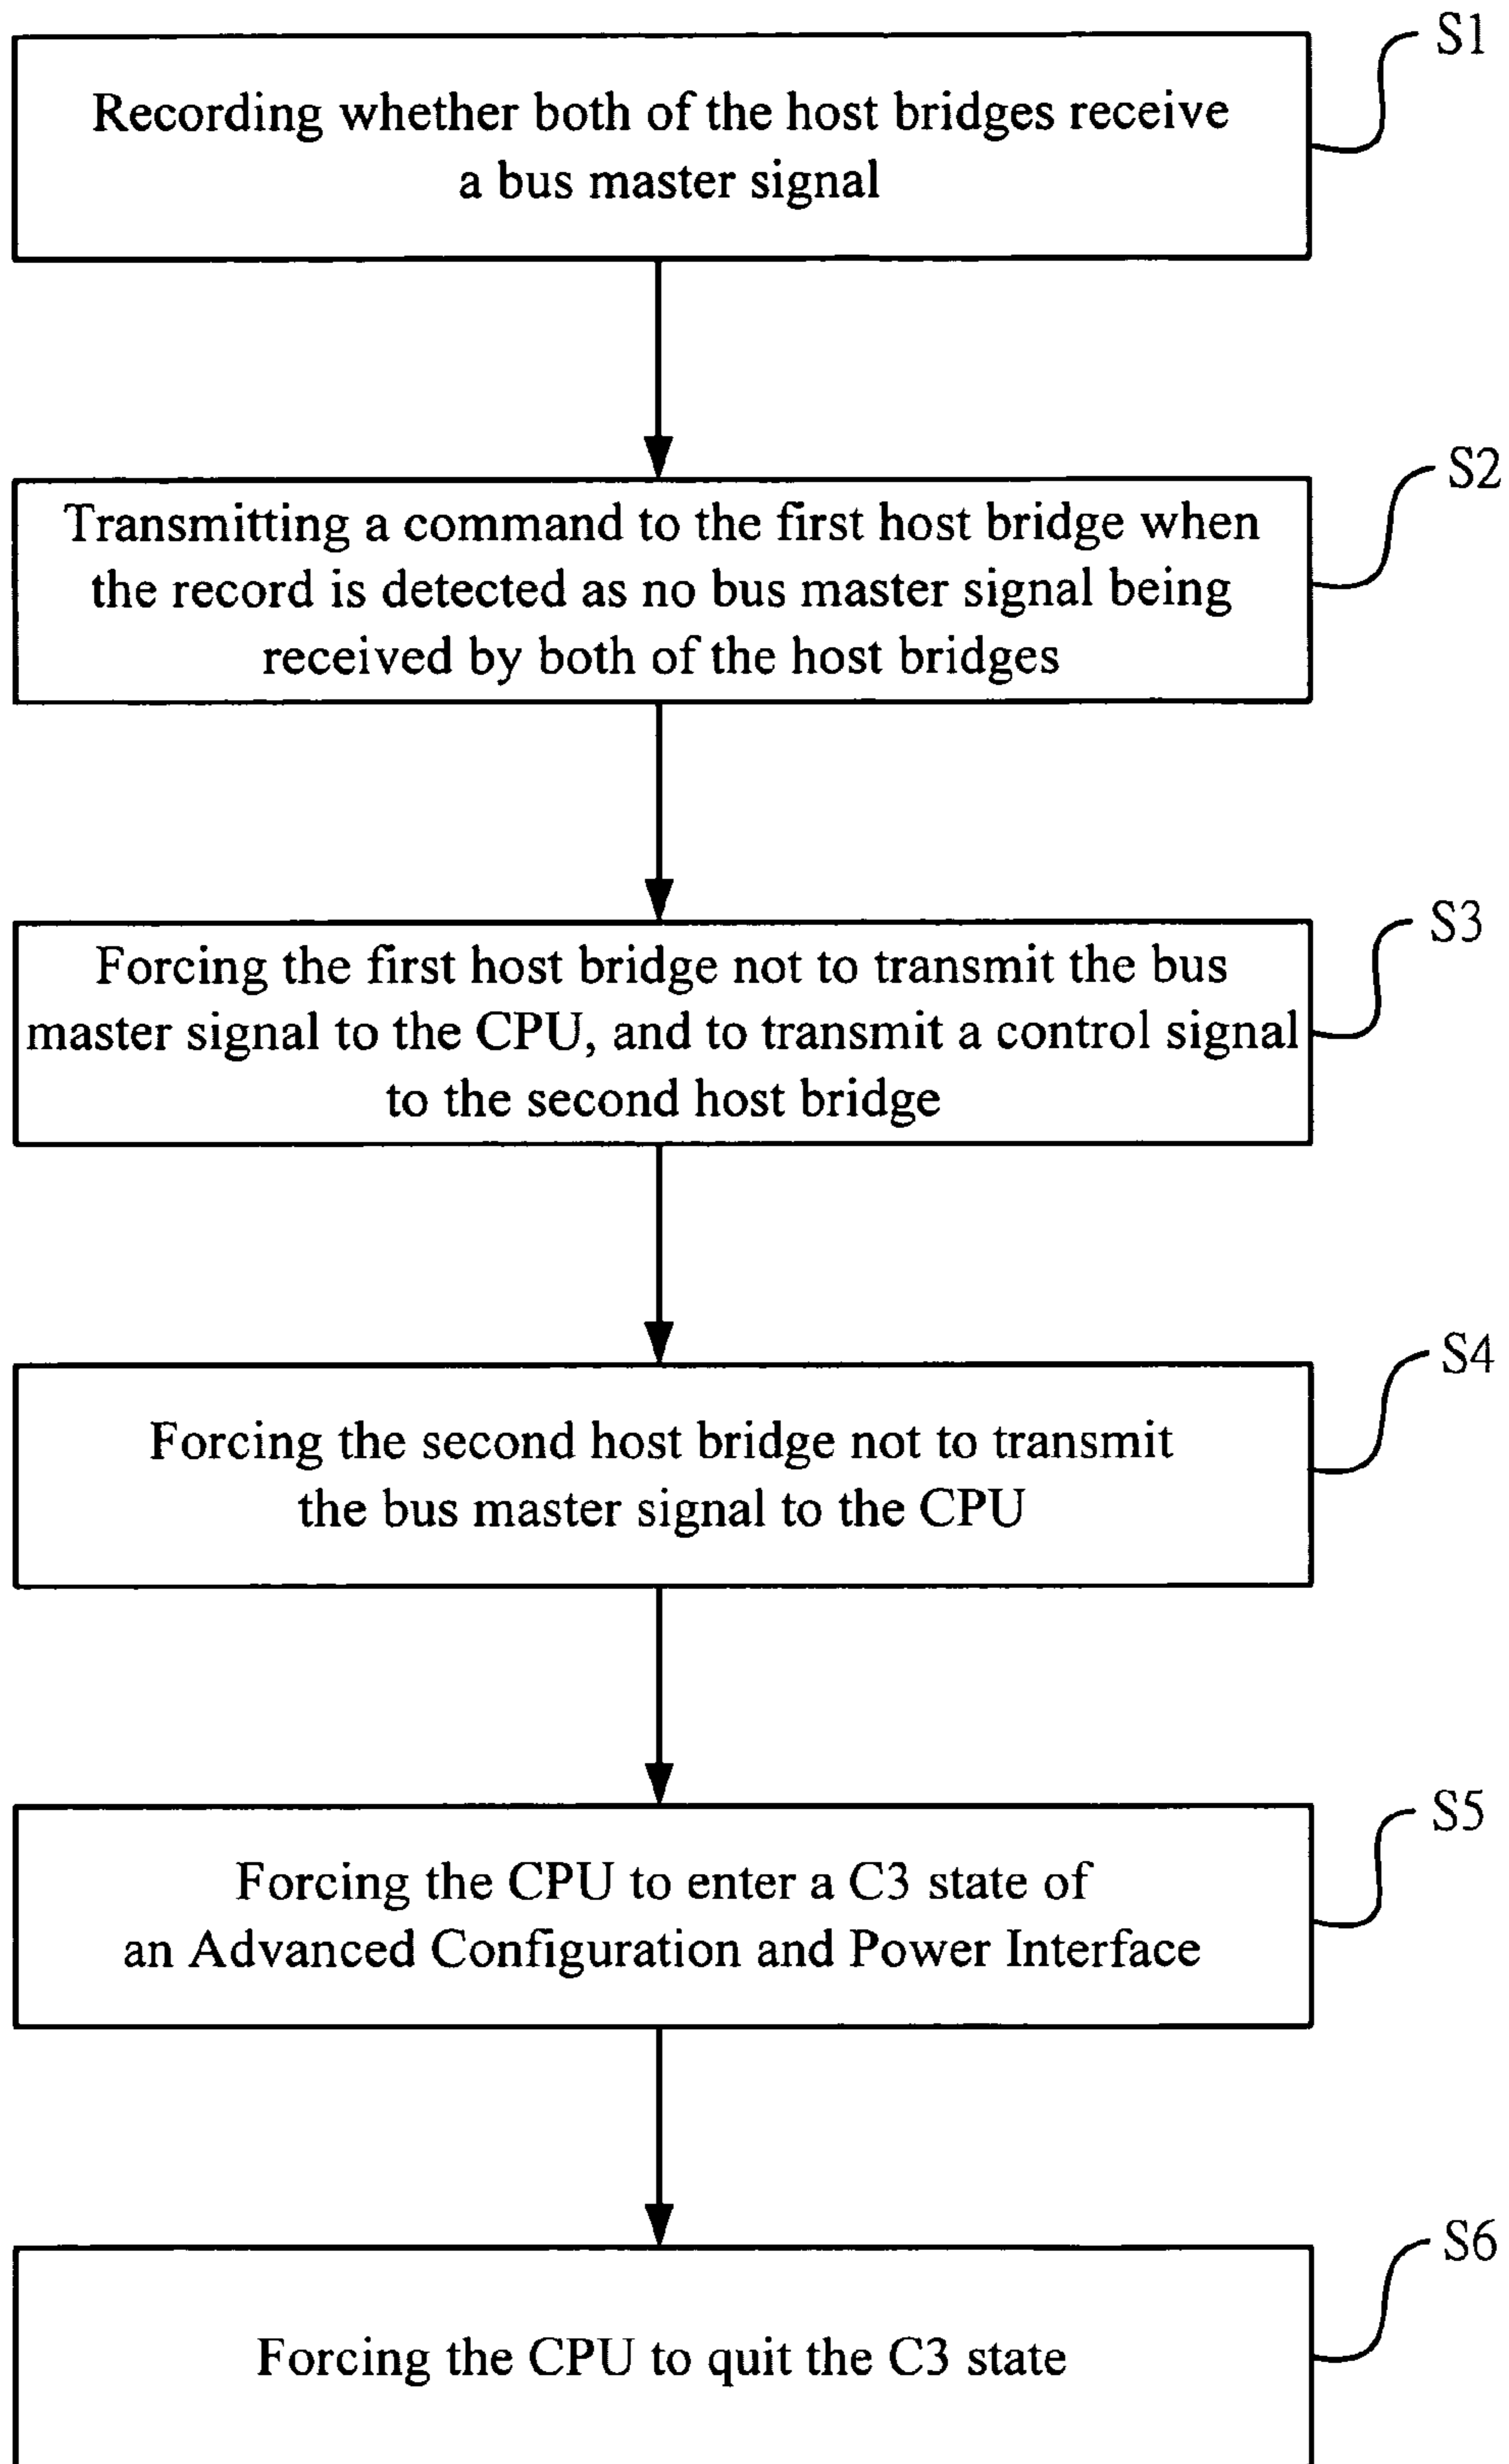 S1
Recording whether both of the host bridges receive
a bus master signal
S2
Transmitting a command to the first host bridge when
the record is detected as no bus master signal being
received by both of the host bridges
S3
Forcing the first host bridge not to transmit the bus
master signal to the CPU, and to transmit a control signal
to the second host bridge
S4
Forcing the second host bridge not to transmit
the bus master signal to the CPU
S5
Forcing the CPU to enter a C3 state of
an Advanced Configuration and Power Interface
S6
Forcing the CPU to quit the C3 state